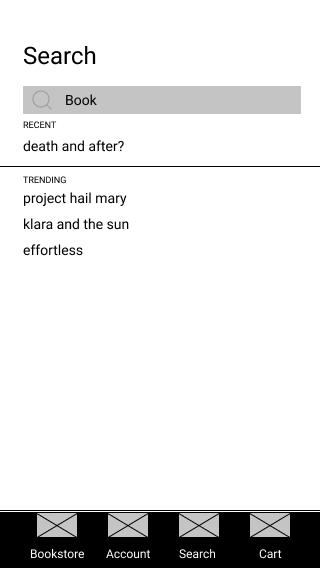 Search
Book
RECENT
death and after?
TRENDING
project hail mary
klara and the sun
effortless
Bookstore Account Search Cart